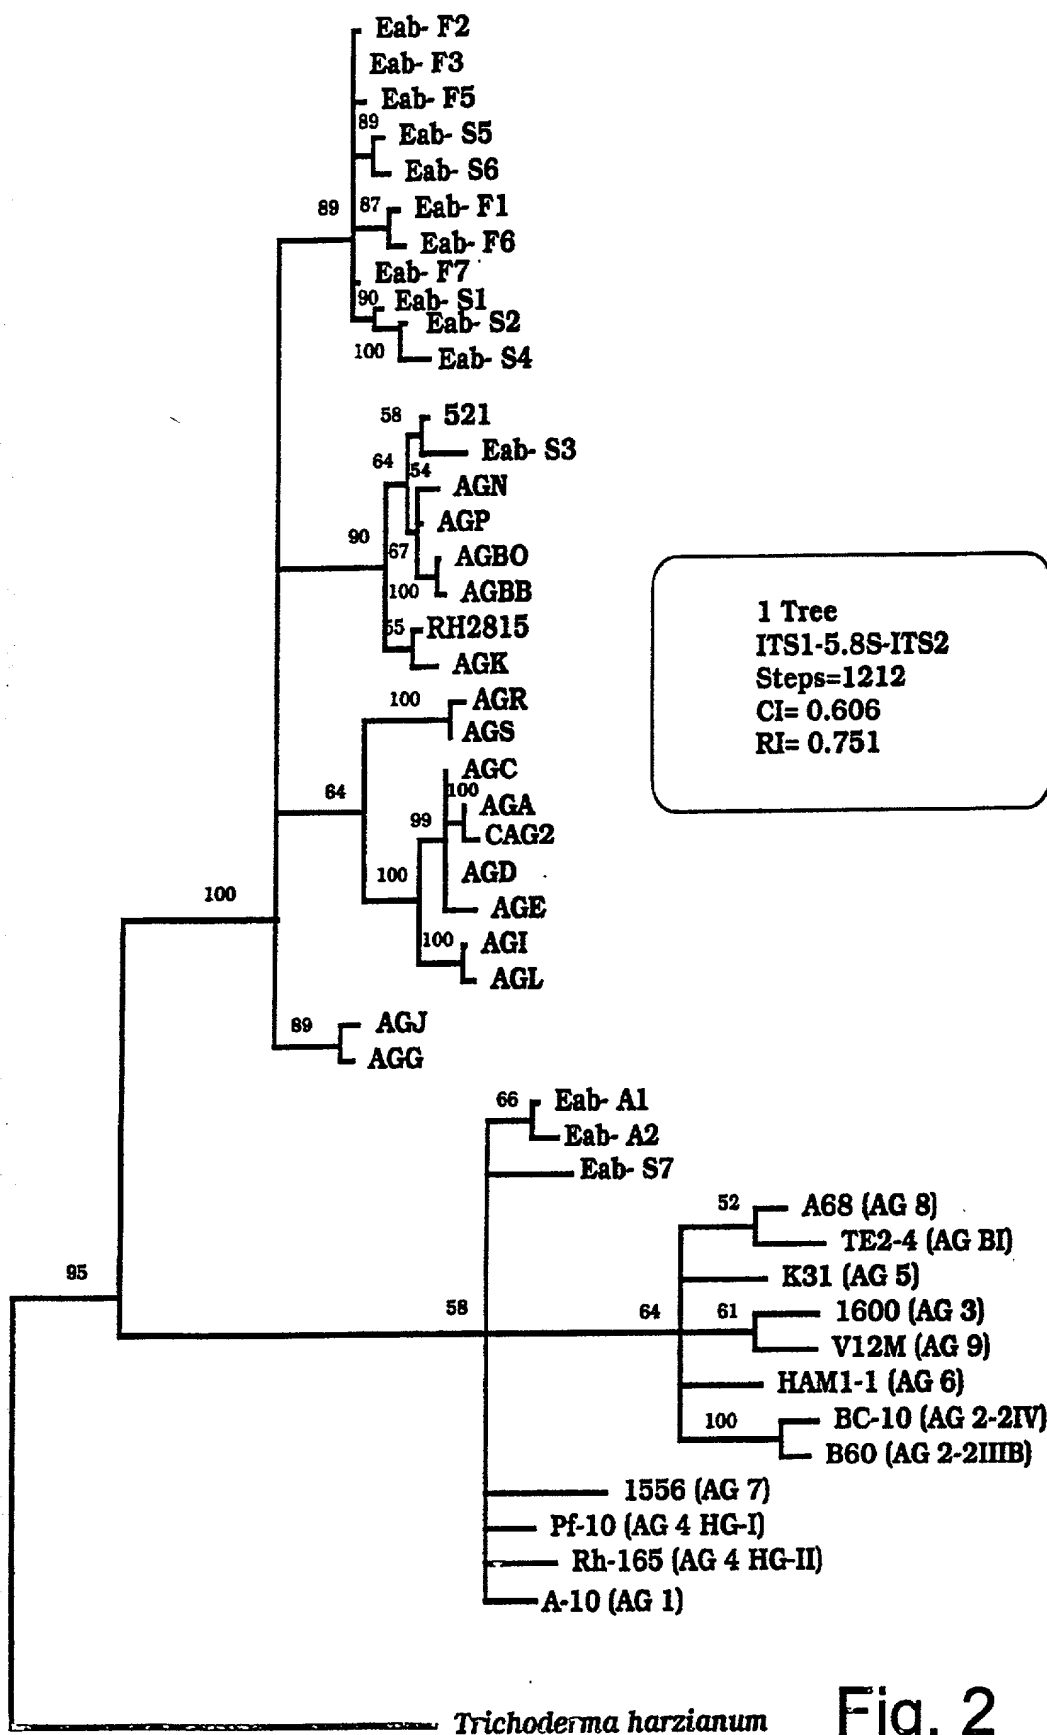 Eab- F2
Eab- F3
Eab- F5
89
Eab- S5
Eab- S6
89
87
Eab- F1
Eab- F6
Eab- F7
90
Eab- S1
Eab- S2
100
Eab- S4
58
521
Eab- S3
64
54
AGN
AGP
90
67
AGBO
100
AGBB
55
RH2815
AGK
1 Tree
ITS1-5.8S-ITS2
Steps=1212
CI= 0.606
RI= 0.751
100
AGR
AGS
AGC
100
64
AGA
99
CAG2
100
AGD
100
AGE
100
AGI
AGL
89
AGJ
AGG
66
Eab- A1
Eab- A2
Eab- S7
52
A68 (AG 8)
TE2-4 (AG BI)
95
K31 (AG 5)
58
64
61
1600 (AG 3)
V12M (AG 9)
HAM1-1 (AG 6)
100
BC-10 (AG 2-2IV)
B60 (AG 2-2IIIB)
1556 (AG 7)
Pf-10 (AG 4 HG-I)
Rh-165 (AG 4 HG-II)
A-10 (AG 1)
Trichoderma harzianum
Fig. 2